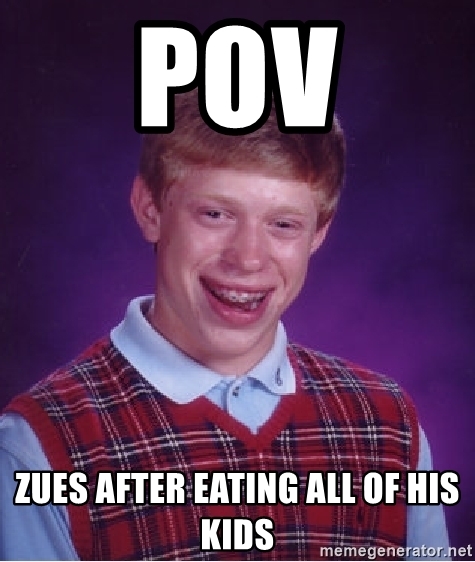 POV
ZUES AFTER EATING ALL OF HIS
KIDS
memegenerator.net